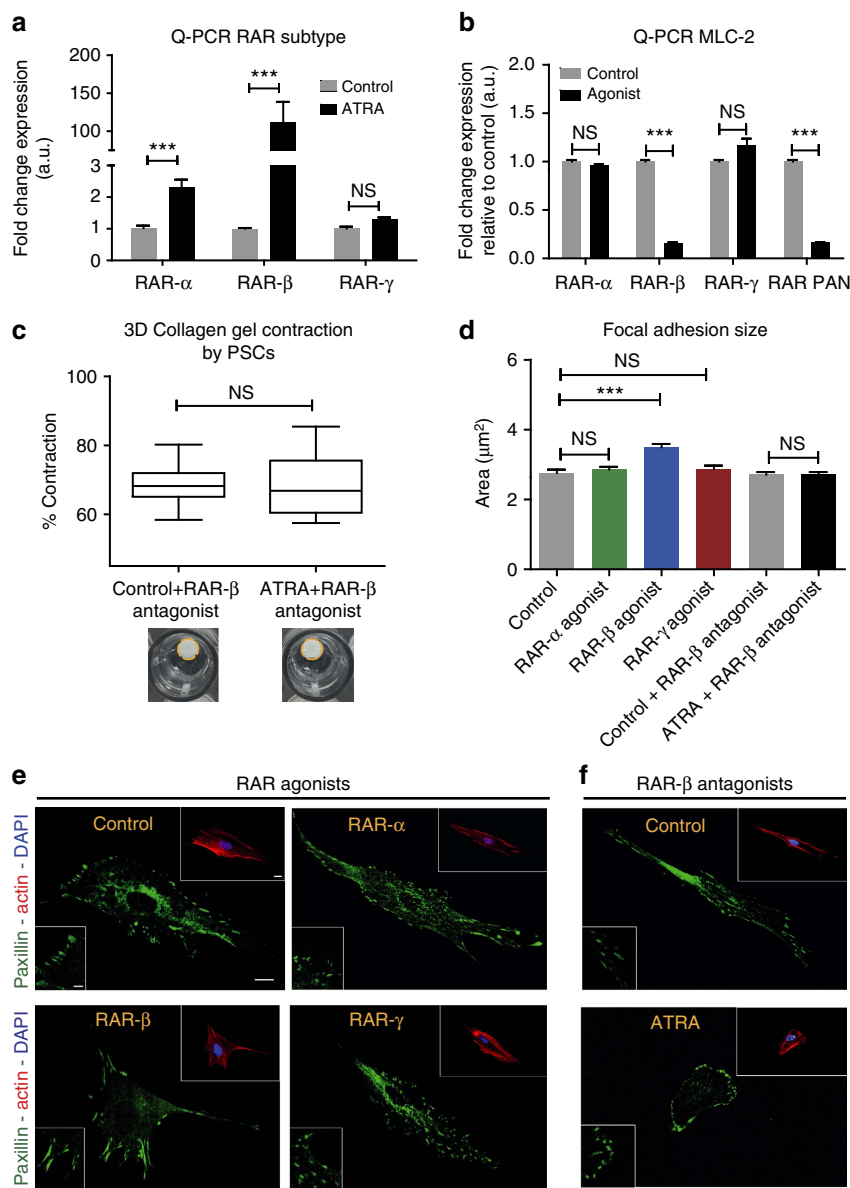 a
Q-PCR RAR subtype
Fold change expression
(a.u.)
150
125
100
75
50
3
2
1
0
***
***
NS
Control
ATRA
RAR-α
RAR-β
RAR-γ
b
Q-PCR MLC-2
Fold change expression
relative to control (a.u.)
2.0
1.5
1.0
0.5
0.0
Control
Agonist
NS
***
NS
***
RAR-α
RAR-β
RAR-γ
RAR PAN
c
3D Collagen gel contraction
by PSCs
% Contraction
100
80
60
NS
Control+RAR-β
antagonist
ATRA+RAR-β
antagonist
d
Focal adhesion size
Area (μm²)
6
4
2
0
NS
***
NS
NS
Control
RAR-α agonist
RAR-β agonist
RAR-γ agonist
Control + RAR-β antagonist
ATRA + RAR-β antagonist
e
RAR agonists
Paxillin - actin - DAPI
Control
RAR-α
Paxillin - actin - DAPI
RAR-β
RAR-γ
f
RAR-β antagonists
Control
ATRA